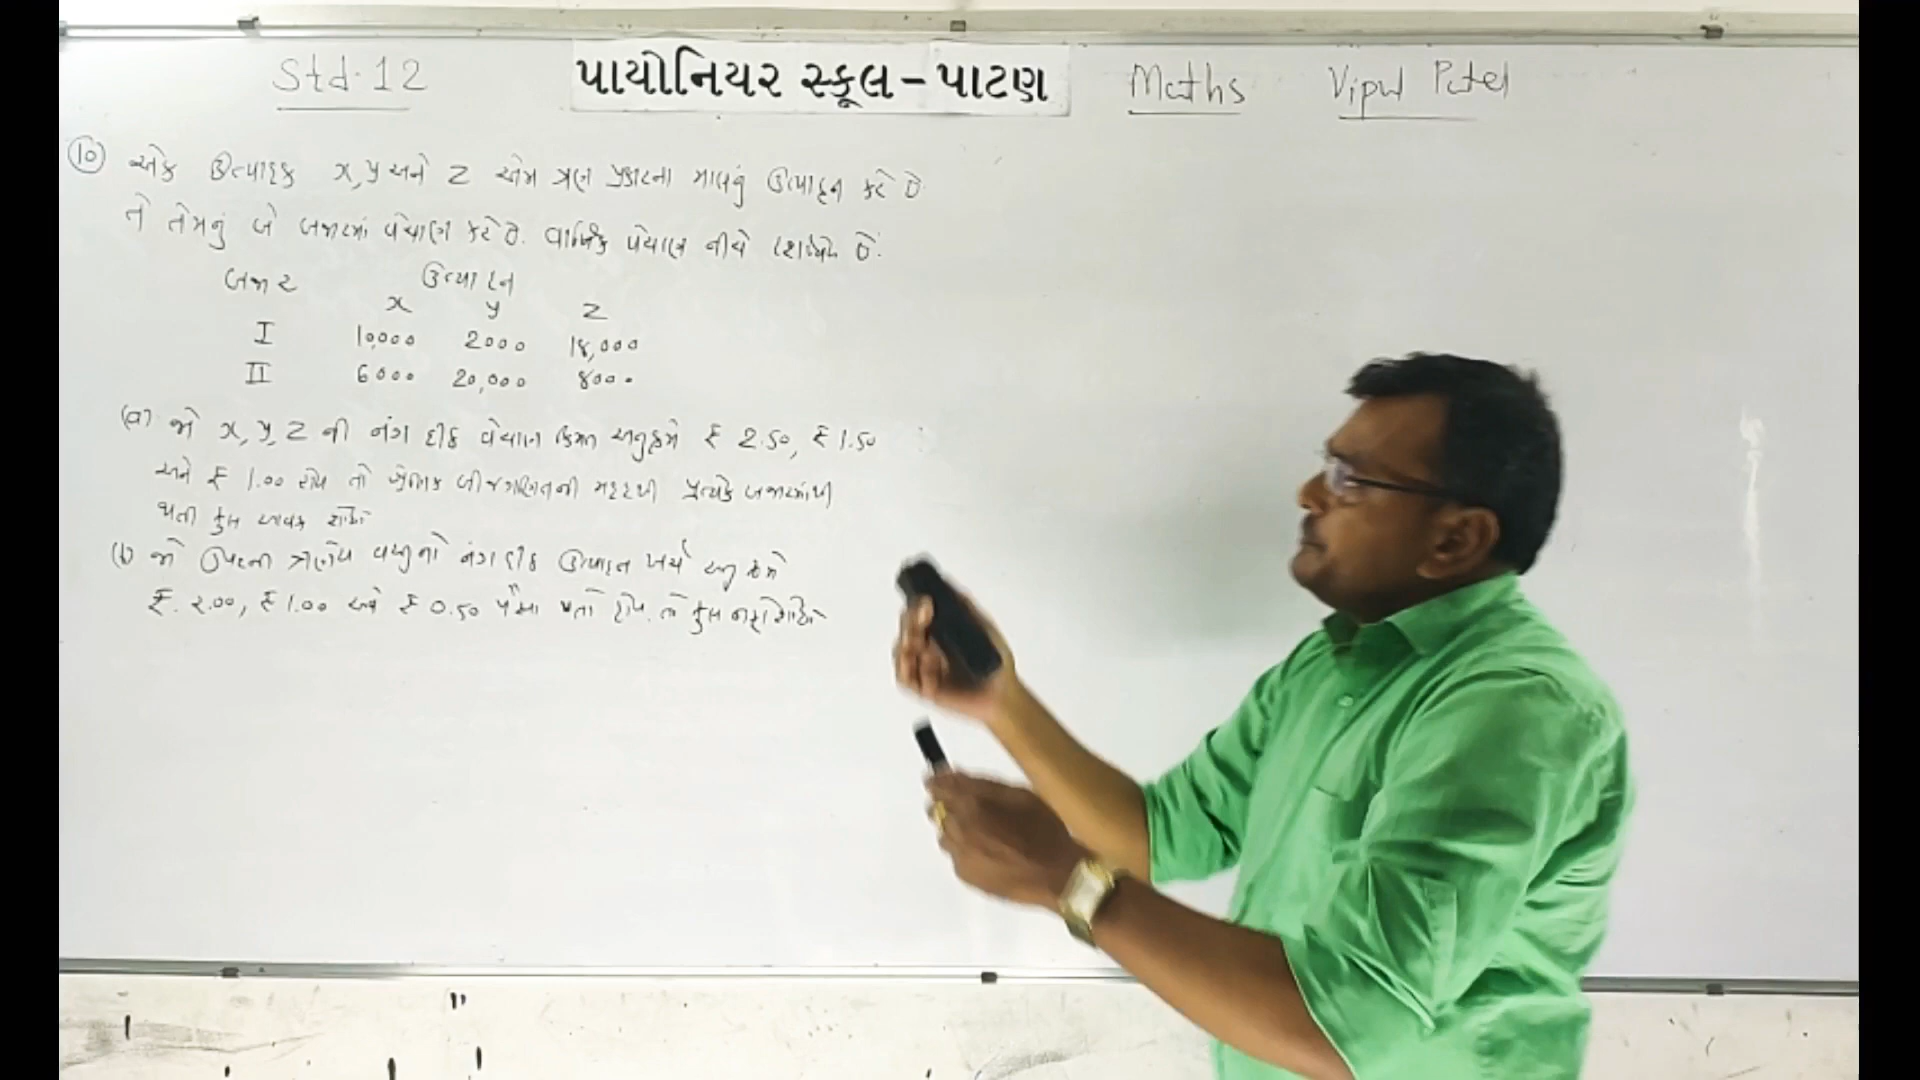 Std.12 પાયોનિયર સ્કૂલ – પાટણ Maths Vipul Patel
(10) એક ઉત્પાદક x, y અને z એમ ત્રણ પ્રકારના માલનું ઉત્પાદન કરે છે
તે તેમનું બે બજારમાં વેચાણ કરે છે. વાર્ષિક વેચાણ નીચે દર્શાવેલ છે:
બજાર ઉત્પાદન
x y z
I 10,000 2000 18,000
II 6000 20,000 8000
(a) જો x, y, z ની નંગ દીઠ વેચાણ કિંમત અનુક્રમે ₹ 2.50, ₹ 1.50
અને ₹ 1.00 હોય તો શ્રેણિક બીજગણિતની મદદથી પ્રત્યેક બજારમાંથી
થતી કુલ આવક શોધો
(b) જો ઉપરની ત્રણેય વસ્તુનો નંગ દીઠ ઉત્પાદન ખર્ચ અનુક્રમે
₹. 2.00, ₹ 1.00 અને ₹ 0.50 પૈસા થતો હોય. તો કુલ નફો શોધો